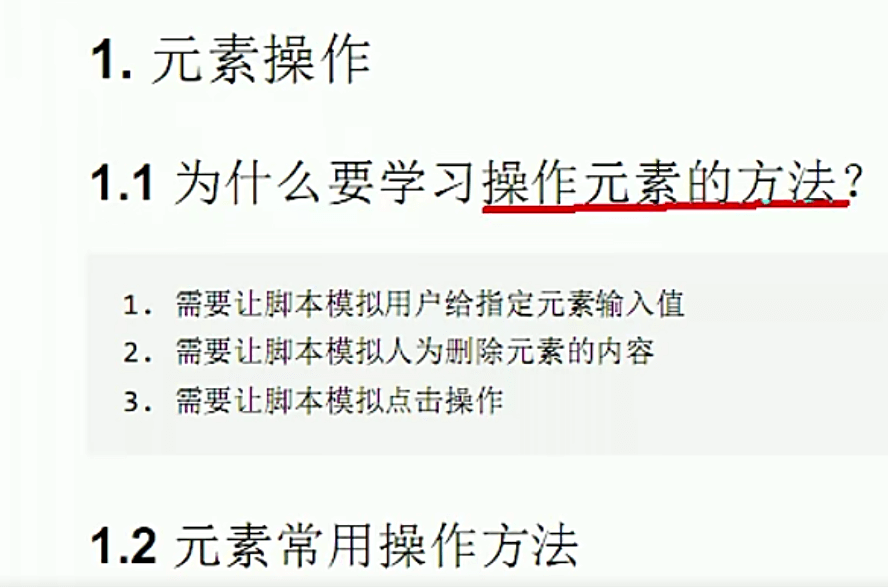 1. 元素操作
1.1 为什么要学习操作元素的方法?
1. 需要让脚本模拟用户给指定元素输入值
2. 需要让脚本模拟人为删除元素的内容
3. 需要让脚本模拟点击操作
1.2 元素常用操作方法